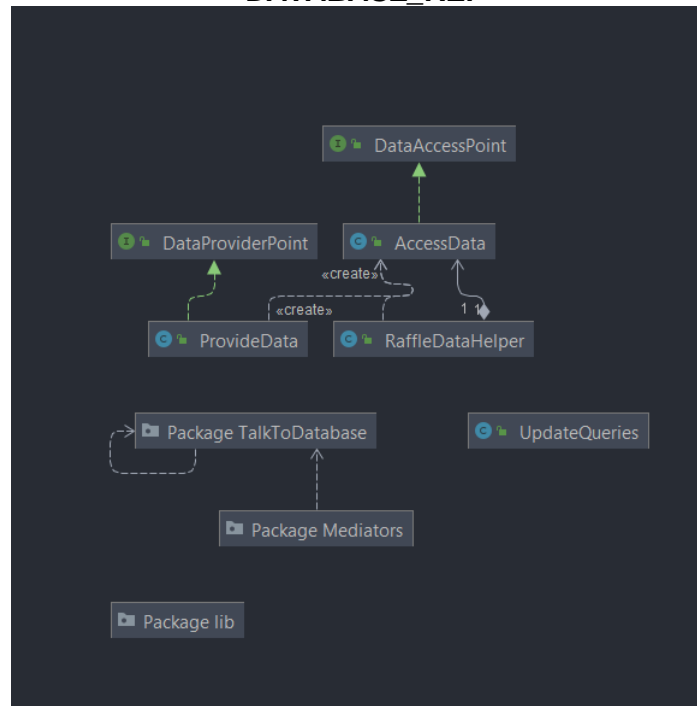 DataAccessPoint
DataProviderPoint
AccessData
«create»
«create»
1 1
ProvideData
RaffleDataHelper
Package TalkToDatabase
UpdateQueries
Package Mediators
Package lib